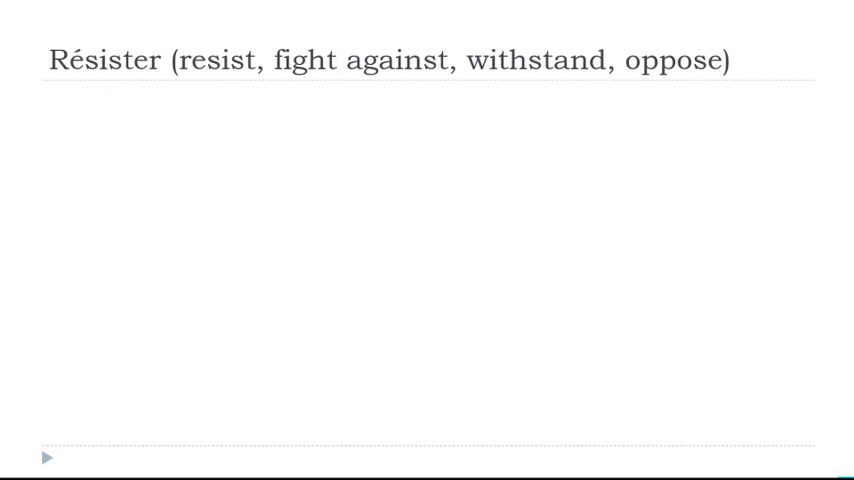 Résister (resist, fight against, withstand, oppose)